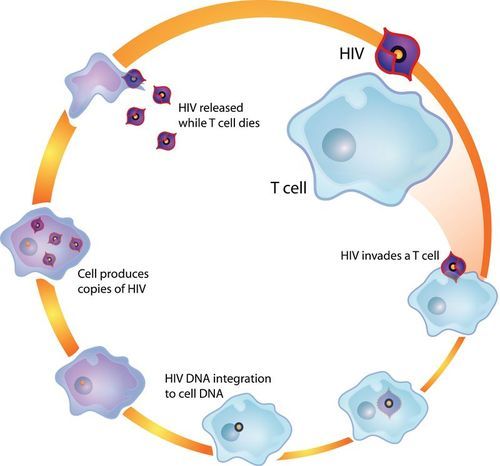 HIV
HIV released
while T cell dies
T cell
HIV invades a T cell
Cell produces
copies of HIV
HIV DNA integration
to cell DNA